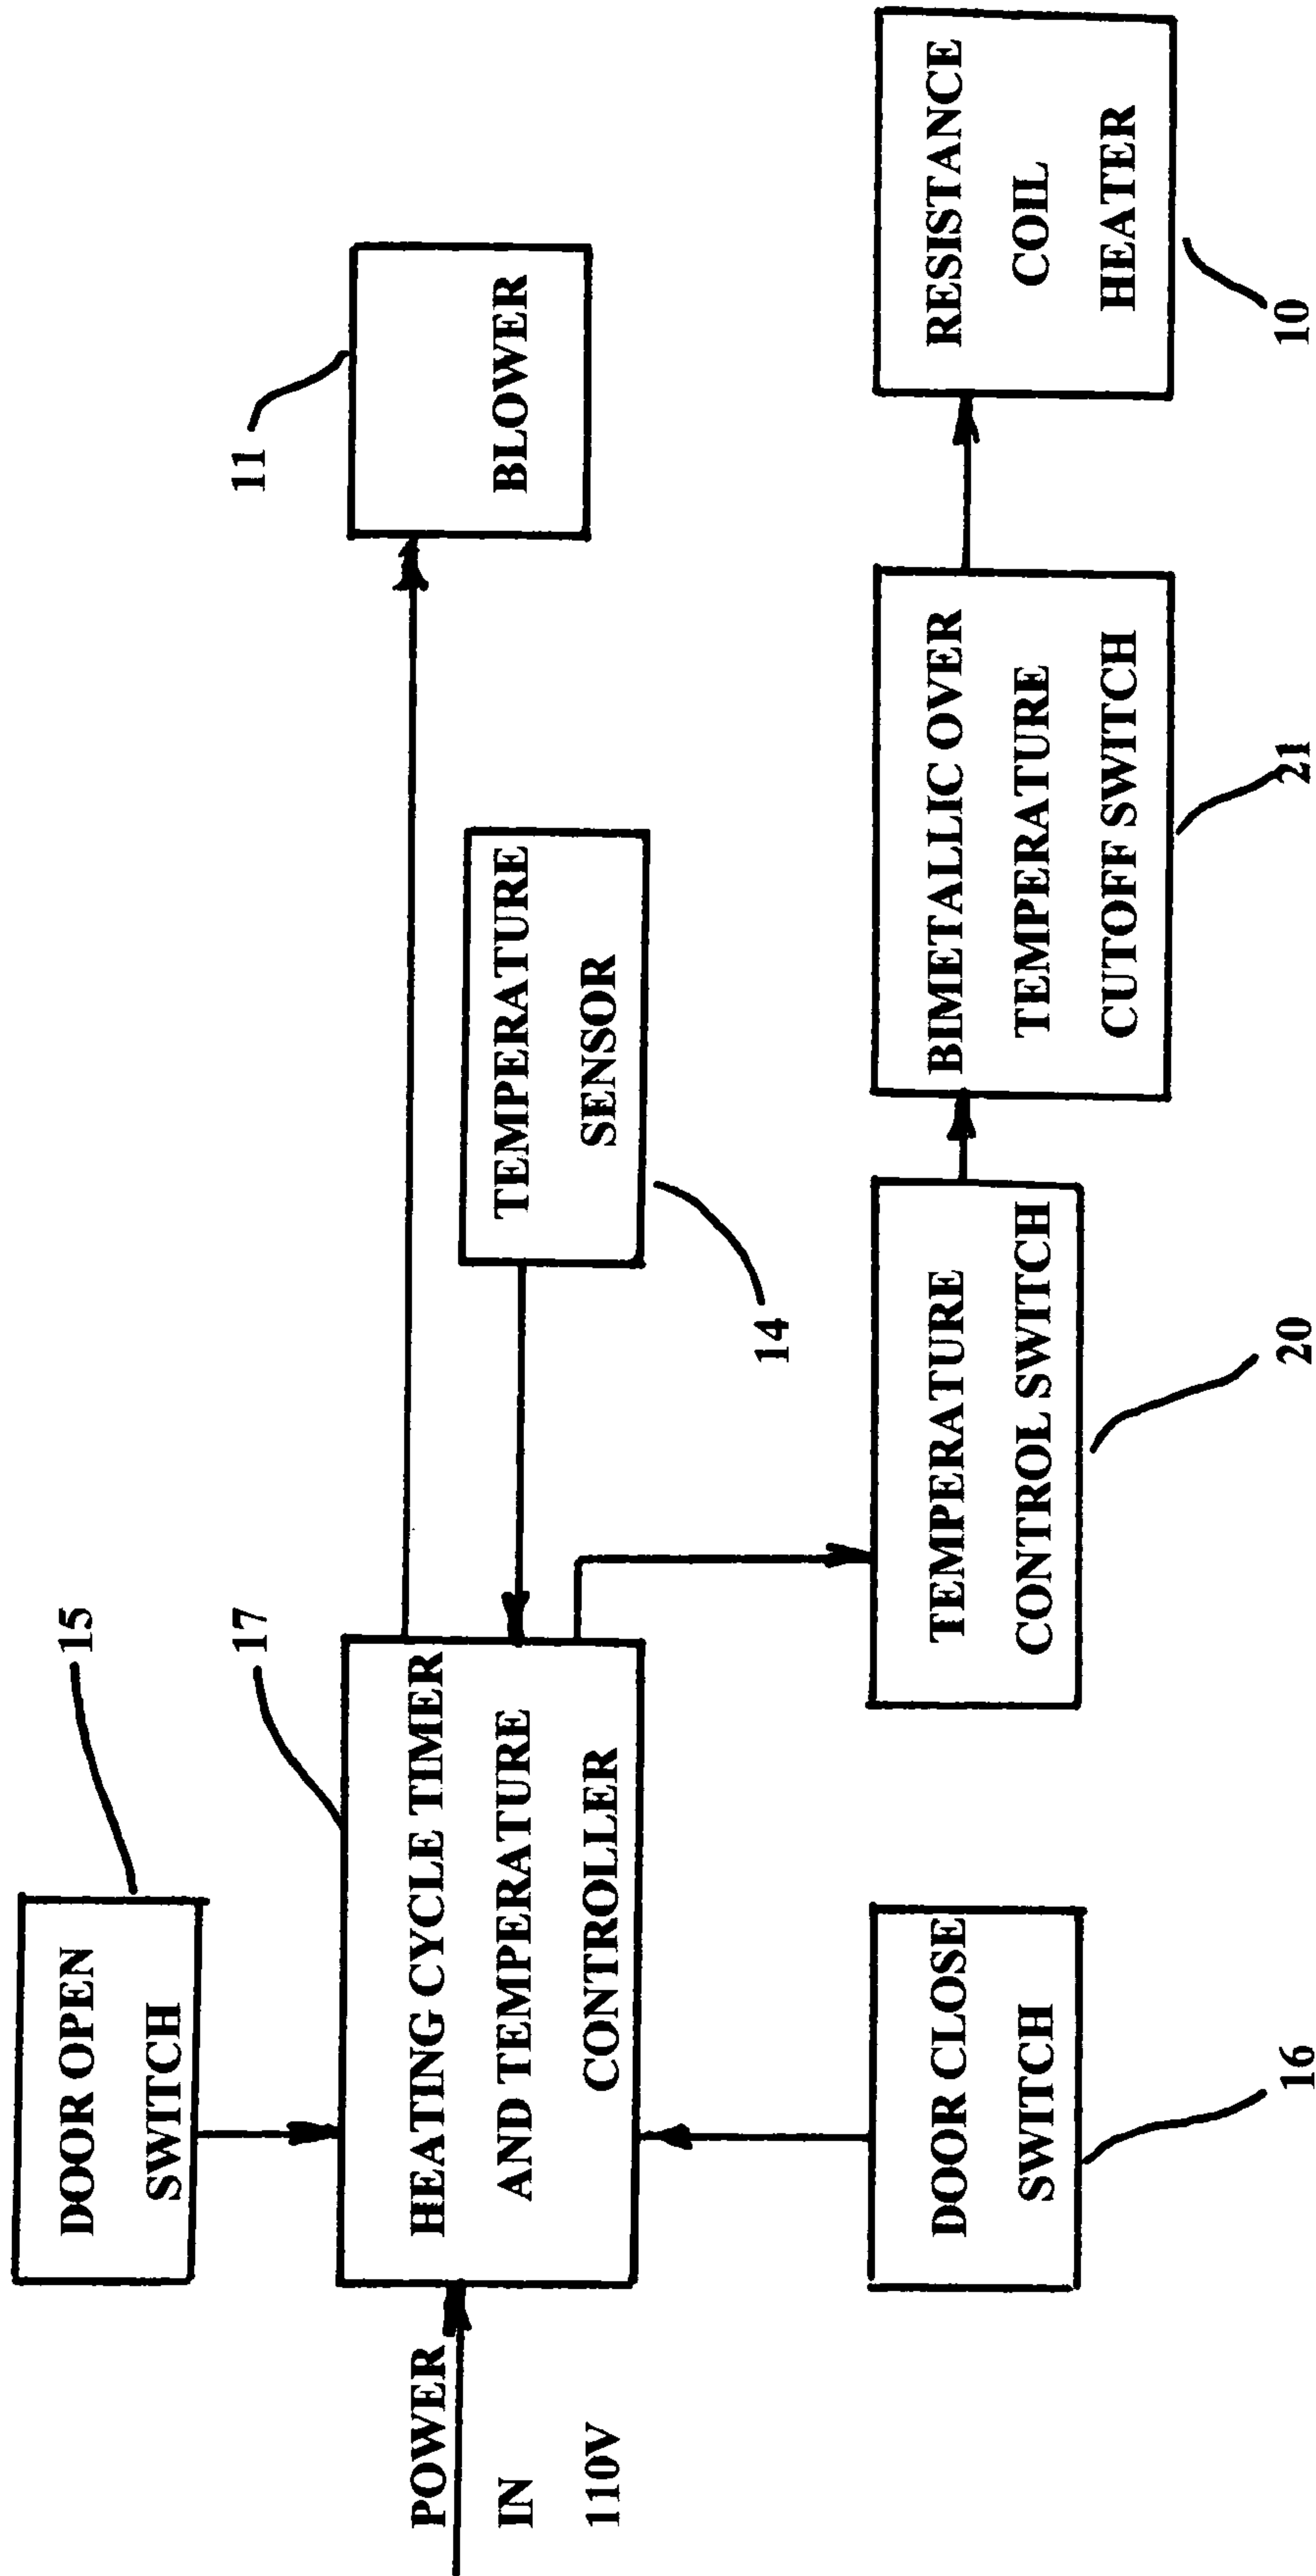 15
DOOR OPEN
SWITCH
17
11
POWER
IN
110V
HEATING CYCLE TIMER
AND TEMPERATURE
CONTROLLER
BLOWER
TEMPERATURE
SENSOR
14
DOOR CLOSE
SWITCH
16
TEMPERATURE
CONTROL SWITCH
20
BIMETALLIC OVER
TEMPERATURE
CUTOFF SWITCH
21
RESISTANCE
COIL
HEATER
10